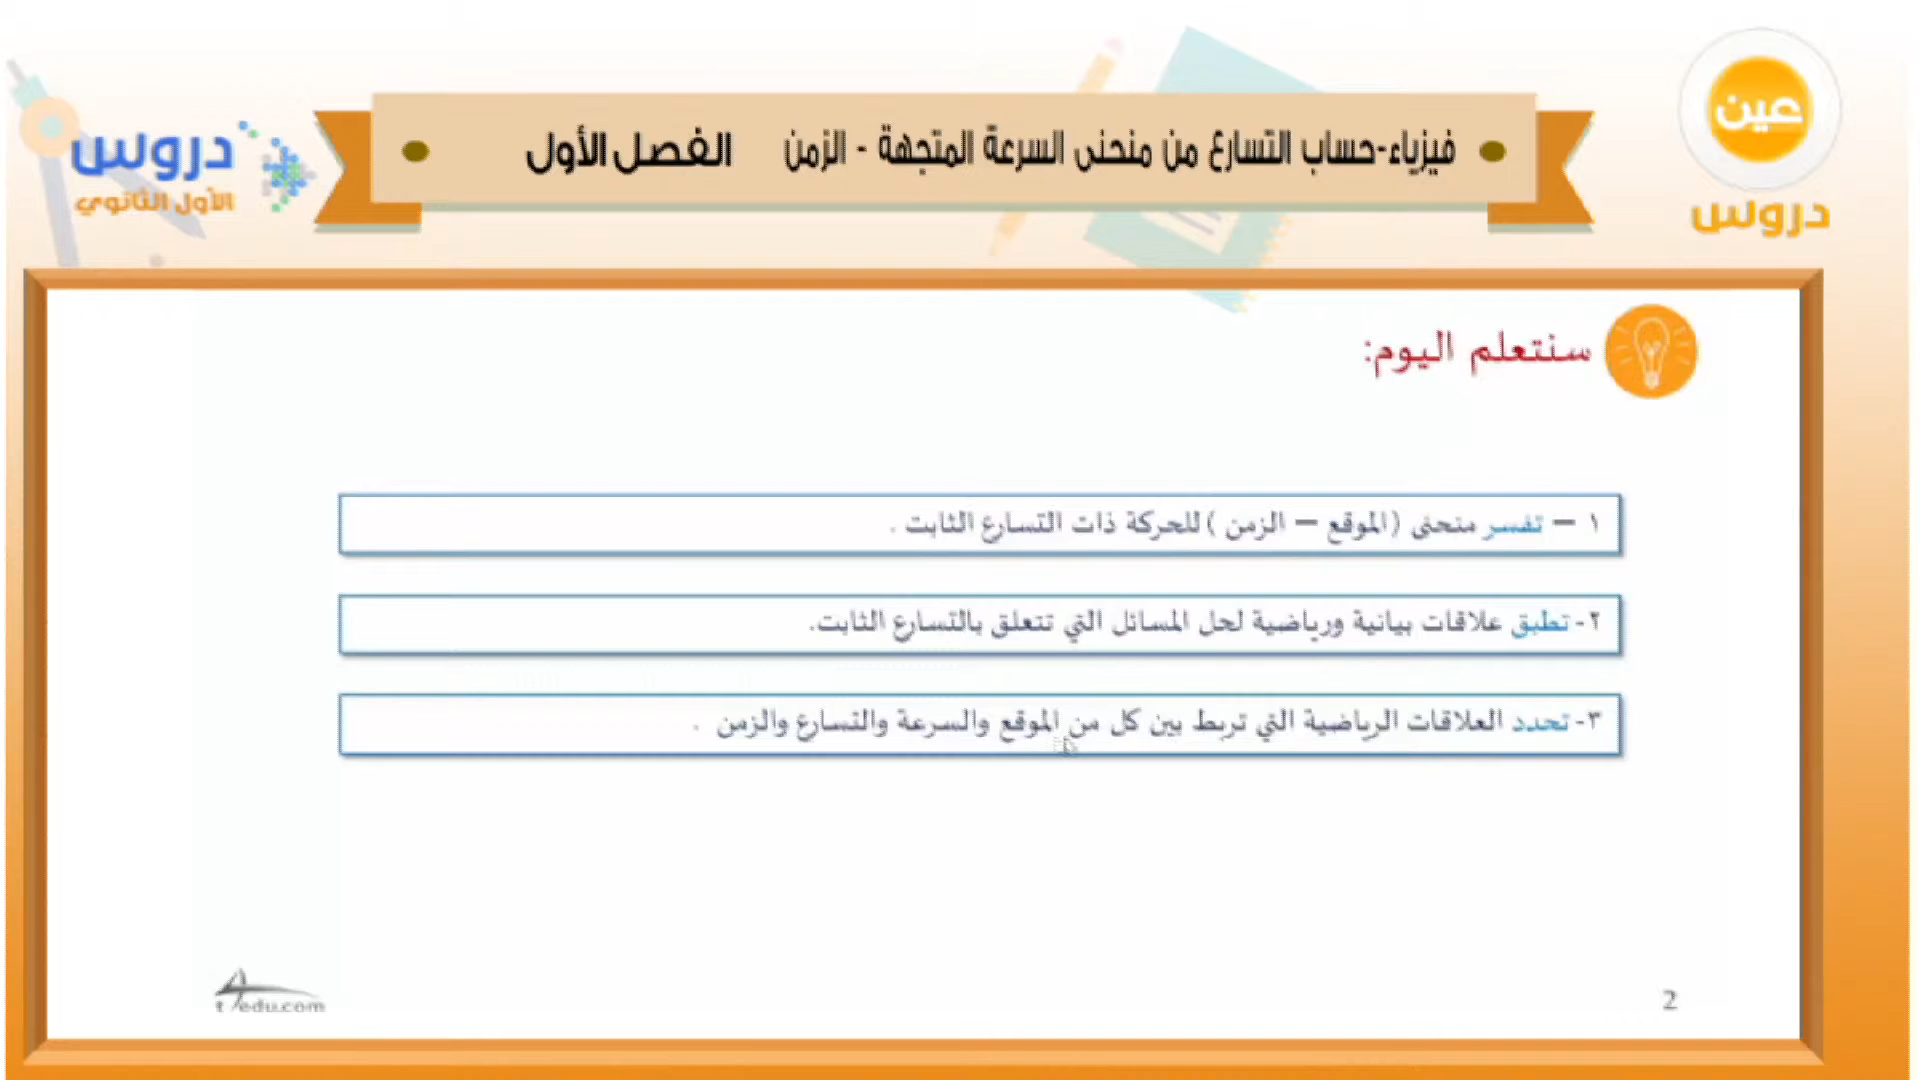 عين
دروس
دروس
الأول الثانوي
فيزياء-حساب التسارع من منحنى السرعة المتجهة - الزمن الفصل الأول
سنتعلم اليوم:
١ – تفسر منحنى (الموقع – الزمن ) للحركة ذات التسارع الثابت .
٢- تطبق علاقات بيانية ورياضية لحل المسائل التي تتعلق بالتسارع الثابت.
٣- تحدد العلاقات الرياضية التي تربط بين كل من الموقع والسرعة والتسارع والزمن .
t4edu.com
2